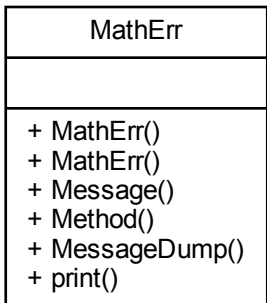 MathErr
+ MathErr()
+ MathErr()
+ Message()
+ Method()
+ MessageDump()
+ print()